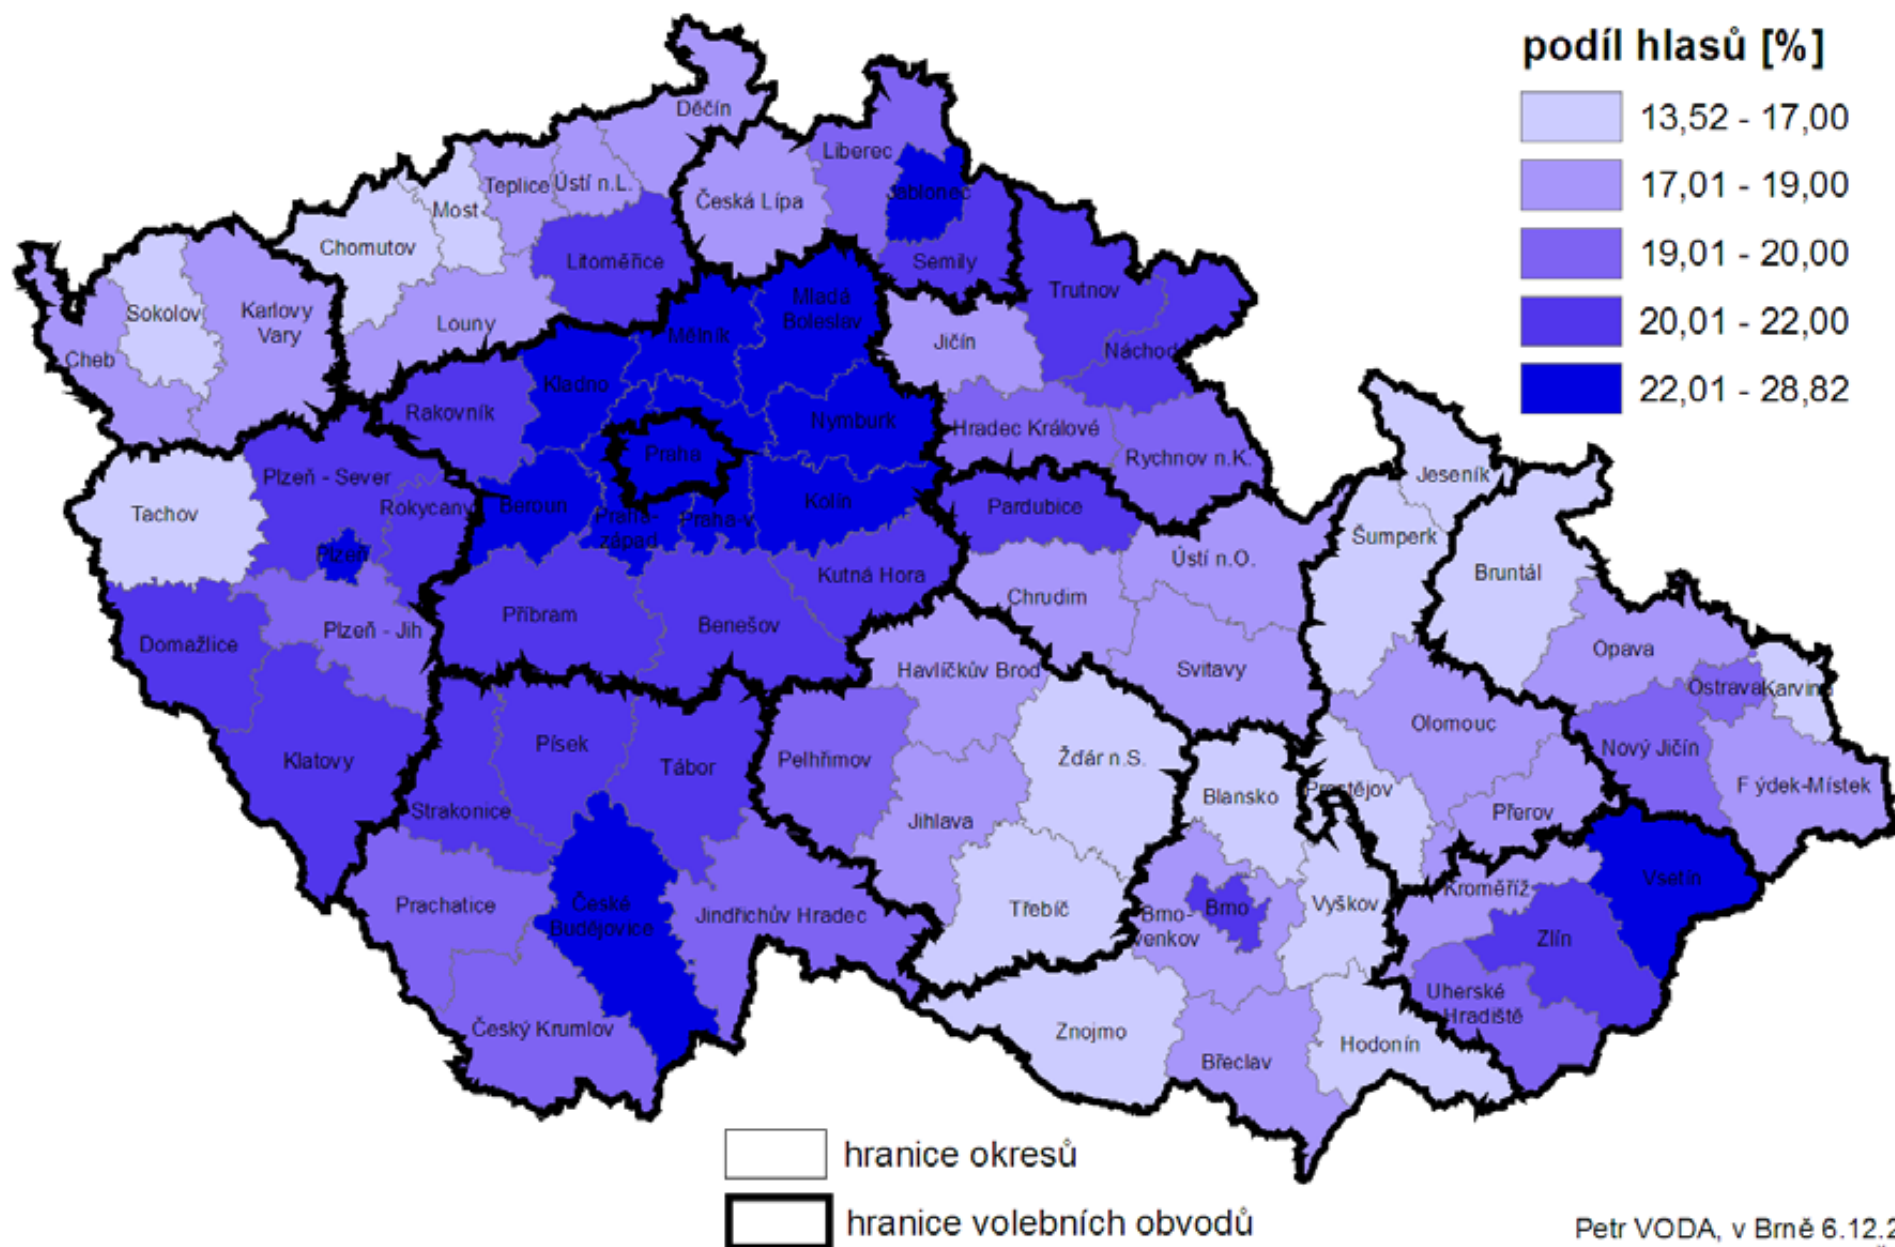 podíl hlasů [%]
13,52 - 17,00
17,01 - 19,00
19,01 - 20,00
20,01 - 22,00
22,01 - 28,82
Děčín
Liberec
Teplice
Ústí n.L.
Jablonec
Česká Lípa
Most
Chomutov
Litoměřice
Semily
Trutnov
Sokolov
Karlovy
Vary
Louny
Mělník
Mladá
Boleslav
Jičín
Náchod
Cheb
Kladno
Rakovník
Nymburk
Hradec Králové
Rychnov n.K.
Praha
Plzeň - Sever
Rokycany
Beroun
Praha-
západ
Praha-v
Kolín
Pardubice
Jeseník
Tachov
Šumperk
Plzeň
Ústí n.O.
Bruntál
Kutná Hora
Chrudim
Příbram
Benešov
Domažlice
Plzeň - Jih
Opava
Havlíčkův Brod
Svitavy
Ostrava
Karviná
Olomouc
Klatovy
Písek
Tábor
Pelhřimov
Žďár n.S.
Nový Jičín
F ýdek-Místek
Strakonice
Jihlava
Blansko
Prostějov
Přerov
Prachatice
České
Budějovice
Jindřichův Hradec
Třebíč
Brno-
venkov
Brno
Vyškov
Kroměříž
Vsetín
Zlín
Uherské
Hradiště
Český Krumlov
Znojmo
Břeclav
Hodonín
hranice okresů
hranice volebních obvodů
Petr VODA, v Brně 6.12.2